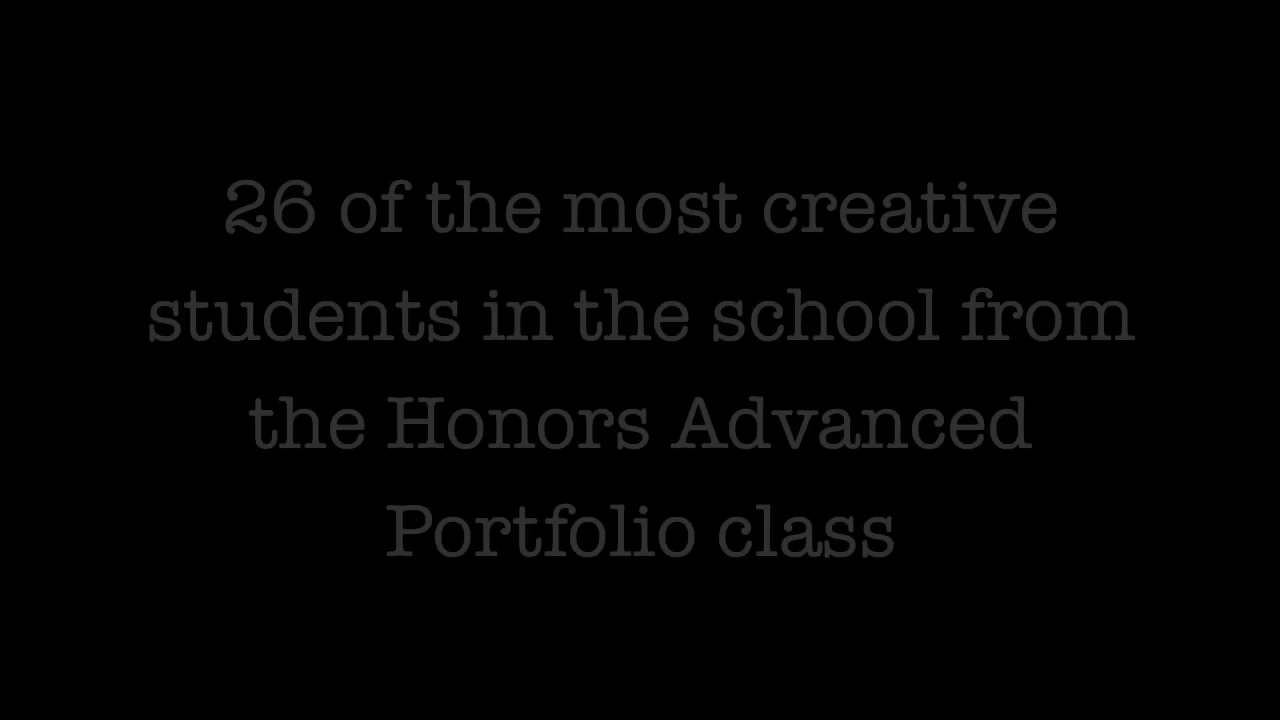 26 of the most creative
students in the school from
the Honors Advanced
Portfolio class